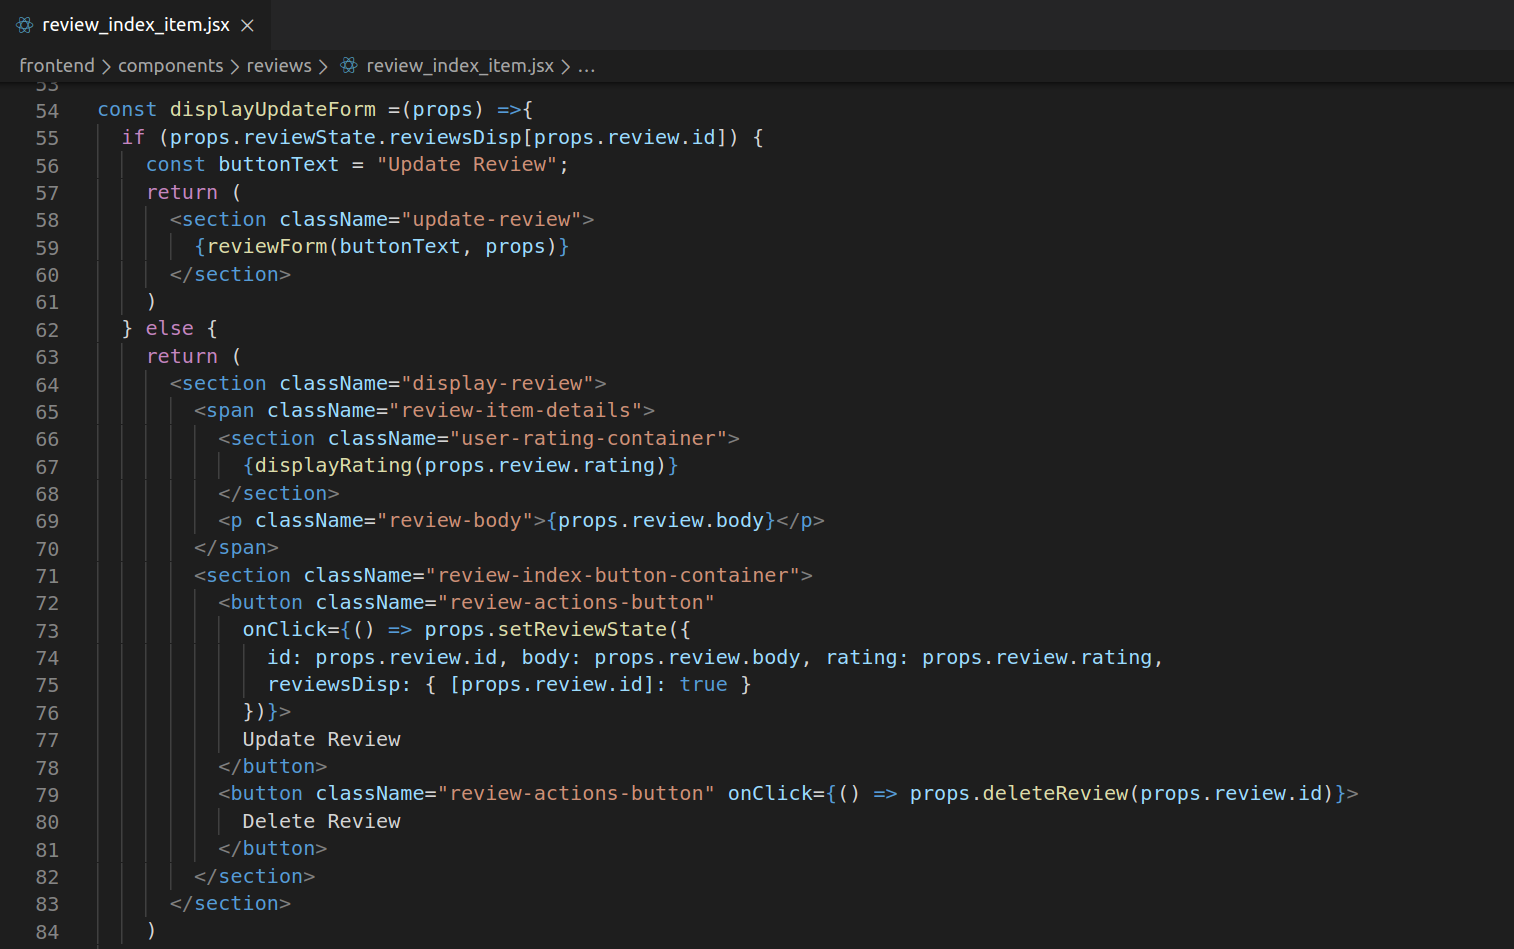 review_index_item.jsx ×
frontend > components > reviews > review_index_item.jsx > ...
53
54 const displayUpdateForm =(props) =>{
55   if (props.reviewState.reviewsDisp[props.review.id]) {
56     const buttonText = "Update Review";
57     return (
58       <section className="update-review">
59         {reviewForm(buttonText, props)}
60       </section>
61     )
62   } else {
63     return (
64       <section className="display-review">
65         <span className="review-item-details">
66           <section className="user-rating-container">
67             {displayRating(props.review.rating)}
68           </section>
69           <p className="review-body">{props.review.body}</p>
70         </span>
71         <section className="review-index-button-container">
72           <button className="review-actions-button"
73             onClick={() => props.setReviewState({
74               id: props.review.id, body: props.review.body, rating: props.review.rating,
75               reviewsDisp: { [props.review.id]: true }
76             })}>
77             Update Review
78           </button>
79           <button className="review-actions-button" onClick={() => props.deleteReview(props.review.id)}>
80             Delete Review
81           </button>
82         </section>
83       </section>
84     )